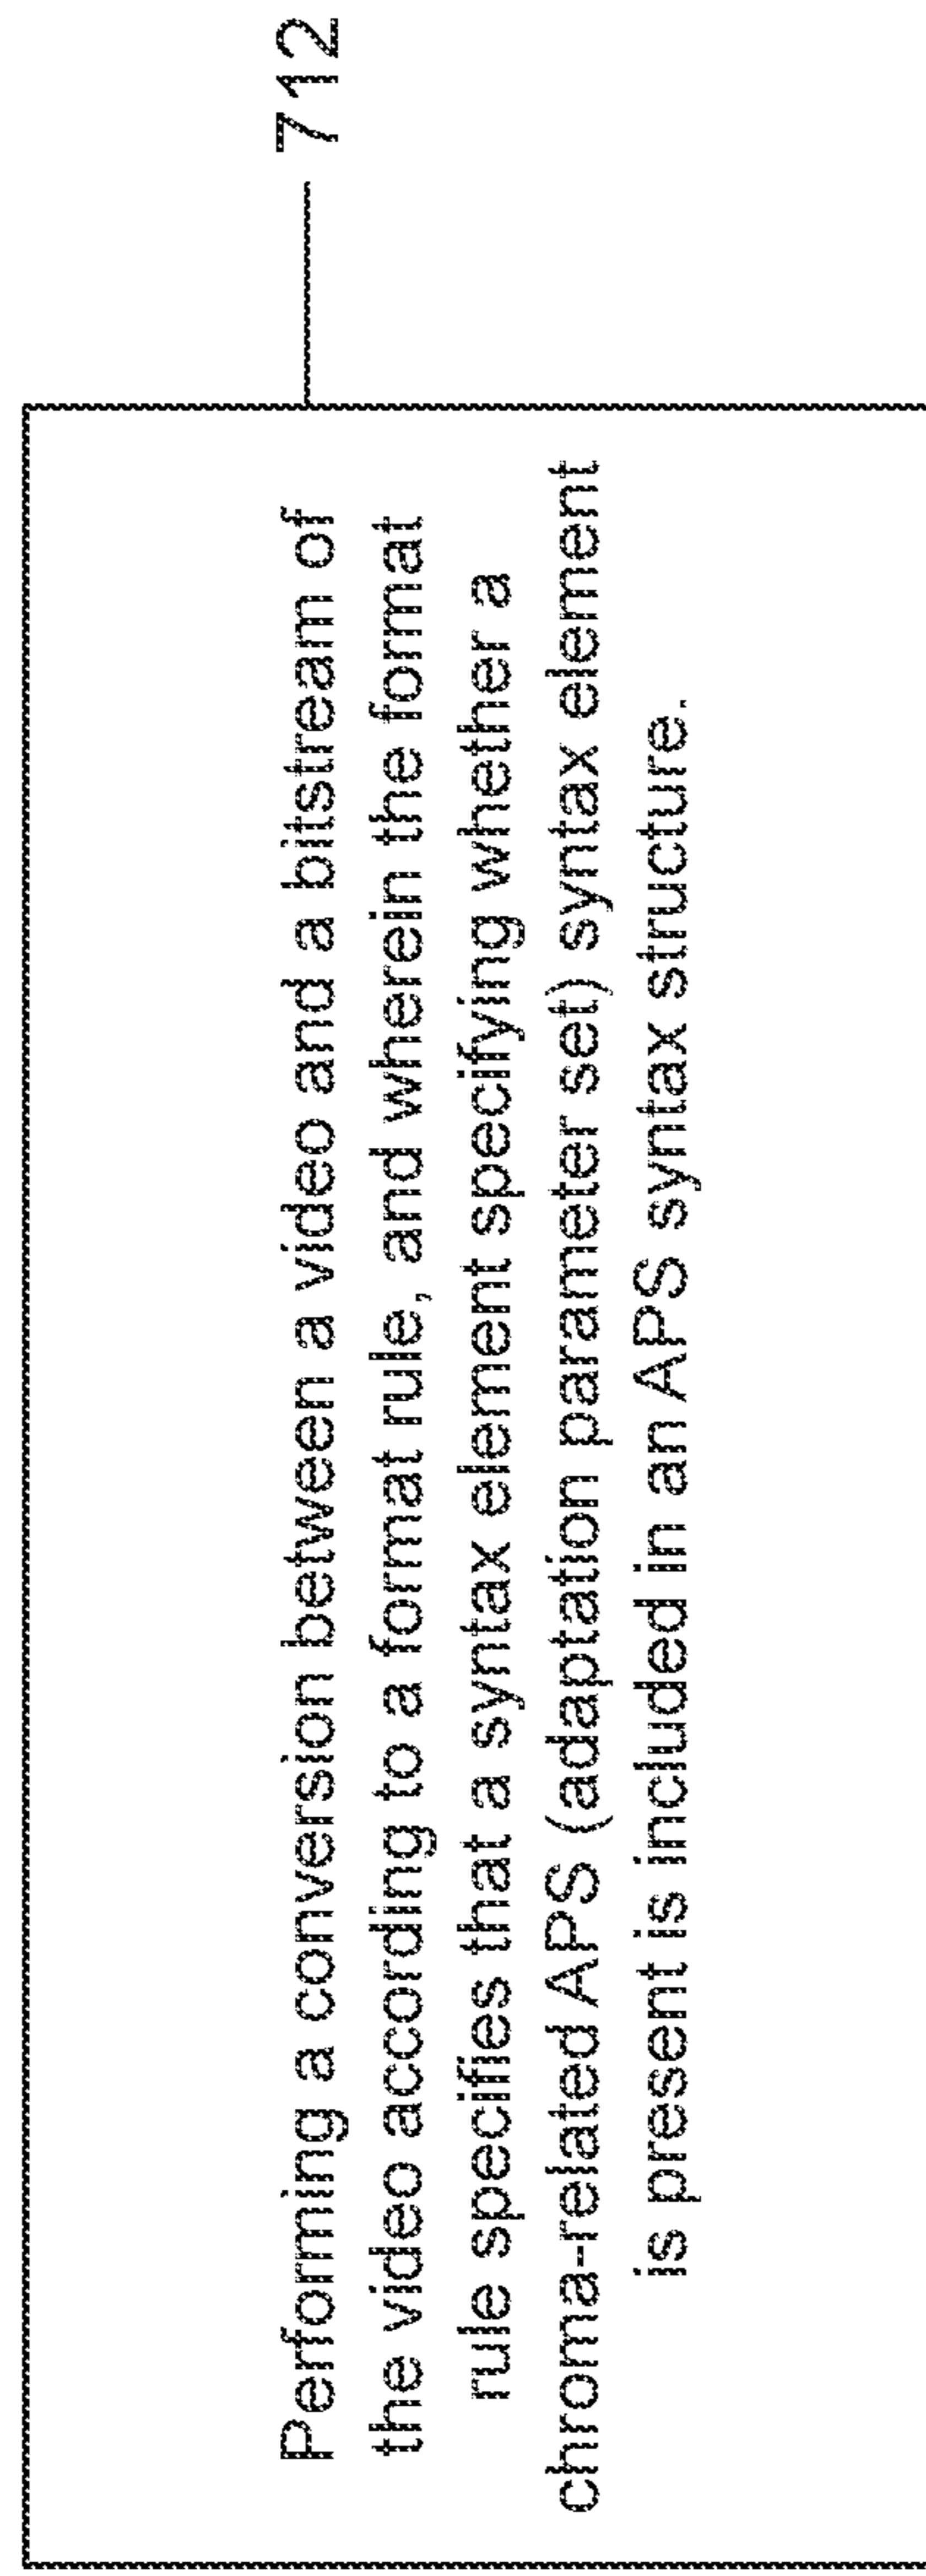 Performing a conversion between a video and a bitstream of
the video according to a format rule, and wherein the format
rule specifies that a syntax element specifying whether a
chroma-related APS (adaptation parameter set) syntax element
is present is included in an APS syntax structure.
712